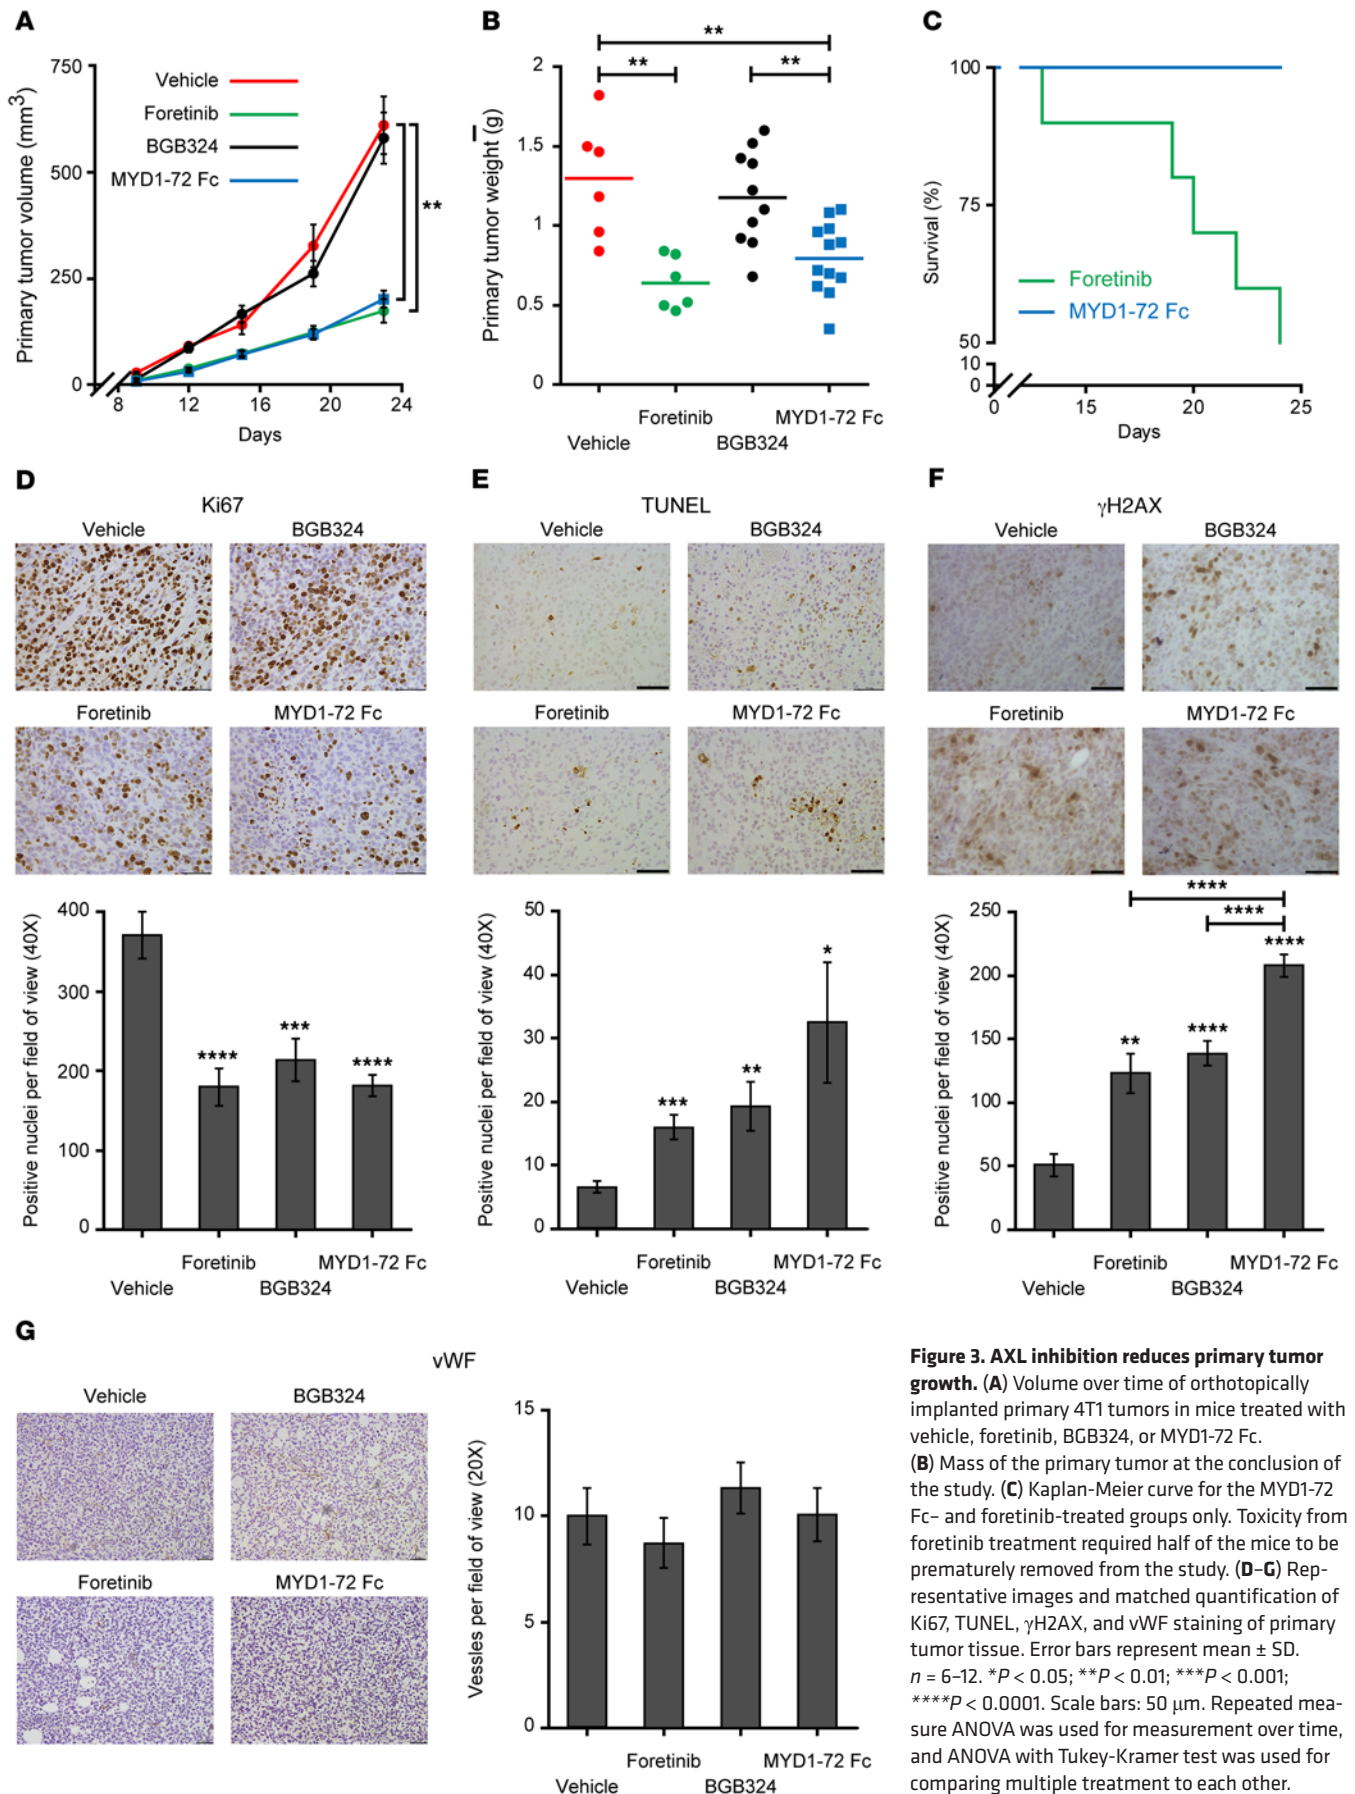 A
750
500
250
0
Primary tumor volume (mm3)
Vehicle
Foretinib
BGB324
MYD1-72 Fc
**
8
12
16
20
24
Days
B
**
**
**
2
1.5
1
0.5
0
Primary tumor weight (g)
Foretinib
MYD1-72 Fc
Vehicle
BGB324
C
100
75
50
10
0
Survival (%)
Foretinib
MYD1-72 Fc
0
15
20
25
Days
D
Ki67
Vehicle
BGB324
Foretinib
MYD1-72 Fc
400
300
200
100
0
Positive nuclei per field of view (40X)
****
***
****
Foretinib
MYD1-72 Fc
Vehicle
BGB324
E
TUNEL
Vehicle
BGB324
Foretinib
MYD1-72 Fc
50
40
30
20
10
0
Positive nuclei per field of view (40X)
***
**
*
Foretinib
MYD1-72 Fc
Vehicle
BGB324
F
γH2AX
Vehicle
BGB324
Foretinib
MYD1-72 Fc
250
200
150
100
50
0
Positive nuclei per field of view (40X)
****
****
****
**
****
Foretinib
MYD1-72 Fc
Vehicle
BGB324
G
vWF
Vehicle
BGB324
Foretinib
MYD1-72 Fc
15
10
5
0
Vessles per field of view (20X)
Foretinib
MYD1-72 Fc
Vehicle
BGB324
Figure 3. AXL inhibition reduces primary tumor
growth. (A) Volume over time of orthotopically
implanted primary 4T1 tumors in mice treated with
vehicle, foretinib, BGB324, or MYD1-72 Fc.
(B) Mass of the primary tumor at the conclusion of
the study. (C) Kaplan-Meier curve for the MYD1-72
Fc– and foretinib-treated groups only. Toxicity from
foretinib treatment required half of the mice to be
prematurely removed from the study. (D–G) Rep-
resentative images and matched quantification of
Ki67, TUNEL, γH2AX, and vWF staining of primary
tumor tissue. Error bars represent mean ± SD.
n = 6–12. *P < 0.05; **P < 0.01; ***P < 0.001;
****P < 0.0001. Scale bars: 50 μm. Repeated mea-
sure ANOVA was used for measurement over time,
and ANOVA with Tukey-Kramer test was used for
comparing multiple treatment to each other.